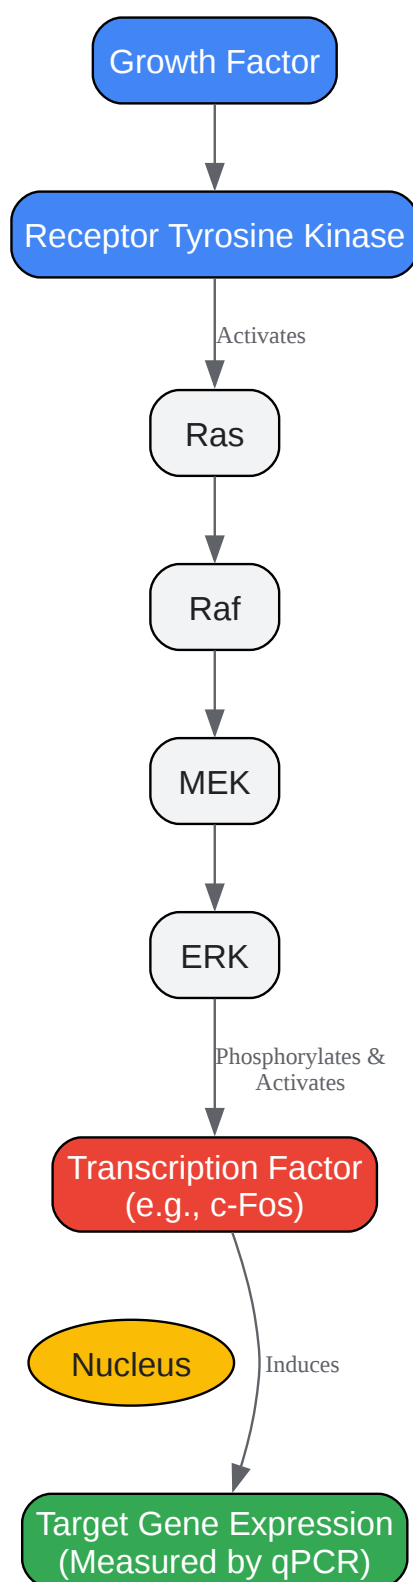 Growth Factor
Receptor Tyrosine Kinase
Activates
Ras
Raf
MEK
ERK
Phosphorylates &
Activates
Transcription Factor
(e.g., c-Fos)
Nucleus
Induces
Target Gene Expression
(Measured by qPCR)